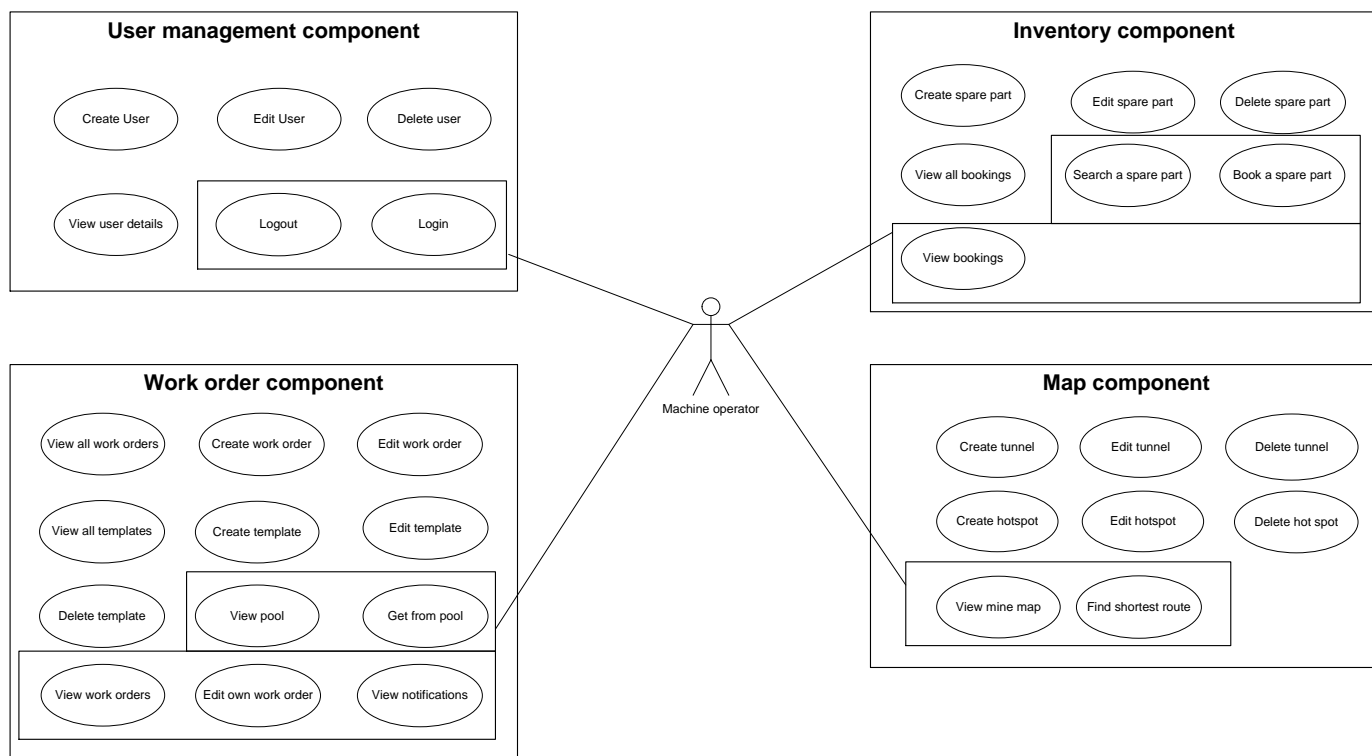 User management component
Create User
Edit User
Delete user
View user details
Logout
Login
Inventory component
Create spare part
Edit spare part
Delete spare part
View all bookings
Search a spare part
Book a spare part
View bookings
Machine operator
Work order component
View all work orders
Create work order
Edit work order
View all templates
Create template
Edit template
Delete template
View pool
Get from pool
View work orders
Edit own work order
View notifications
Map component
Create tunnel
Edit tunnel
Delete tunnel
Create hotspot
Edit hotspot
Delete hot spot
View mine map
Find shortest route